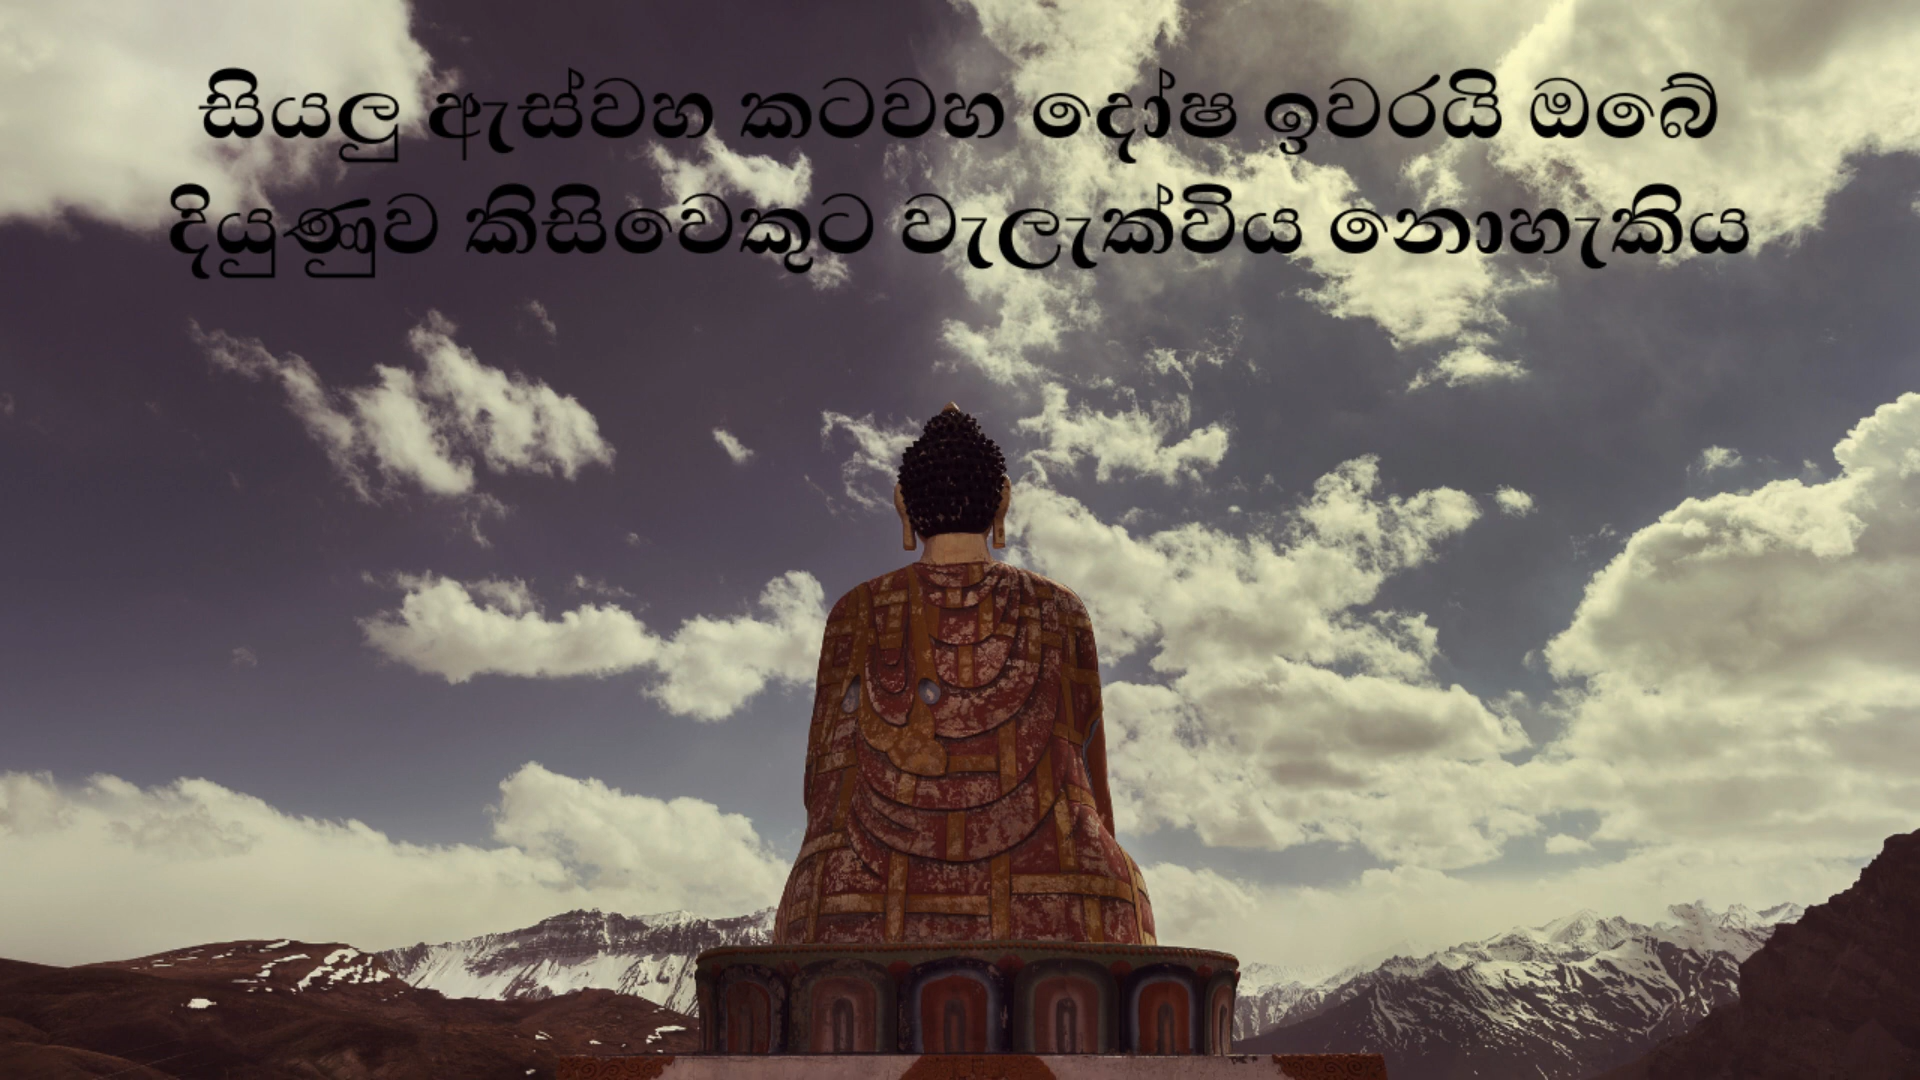 සියලු ඇස්වහ කටවහ දෝෂ ඉවරයි ඔබේ
දියුණුව කිසිවෙකුට වැලැක්විය නොහැකිය